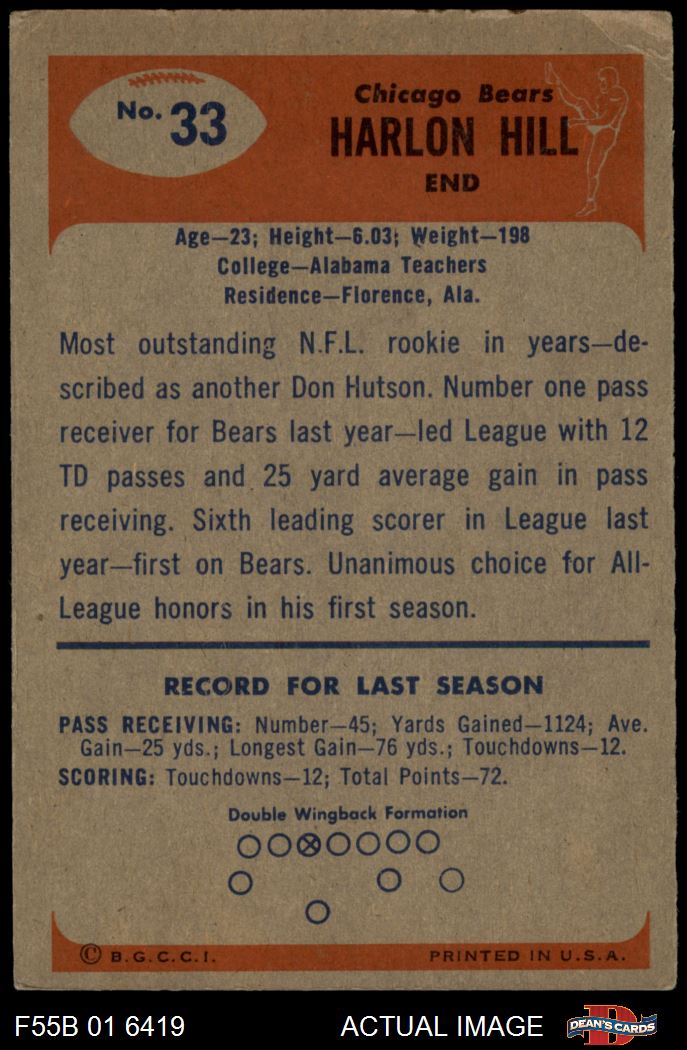 No. 33
Chicago Bears
HARLON HILL
END
Age—23; Height—6.03; Weight—198
College—Alabama Teachers
Residence—Florence, Ala.
Most outstanding N.F.L. rookie in years—de-
scribed as another Don Hutson. Number one pass
receiver for Bears last year—led League with 12
TD passes and 25 yard average gain in pass
receiving. Sixth leading scorer in League last
year—first on Bears. Unanimous choice for All-
League honors in his first season.
RECORD FOR LAST SEASON
PASS RECEIVING: Number—45; Yards Gained—1124; Ave.
Gain—25 yds.; Longest Gain—76 yds.; Touchdowns—12.
SCORING: Touchdowns—12; Total Points—72.
Double Wingback Formation
© B.G.C.C.I. PRINTED IN U.S.A.
F55B 01 6419 ACTUAL IMAGE D DEAN'S CARDS